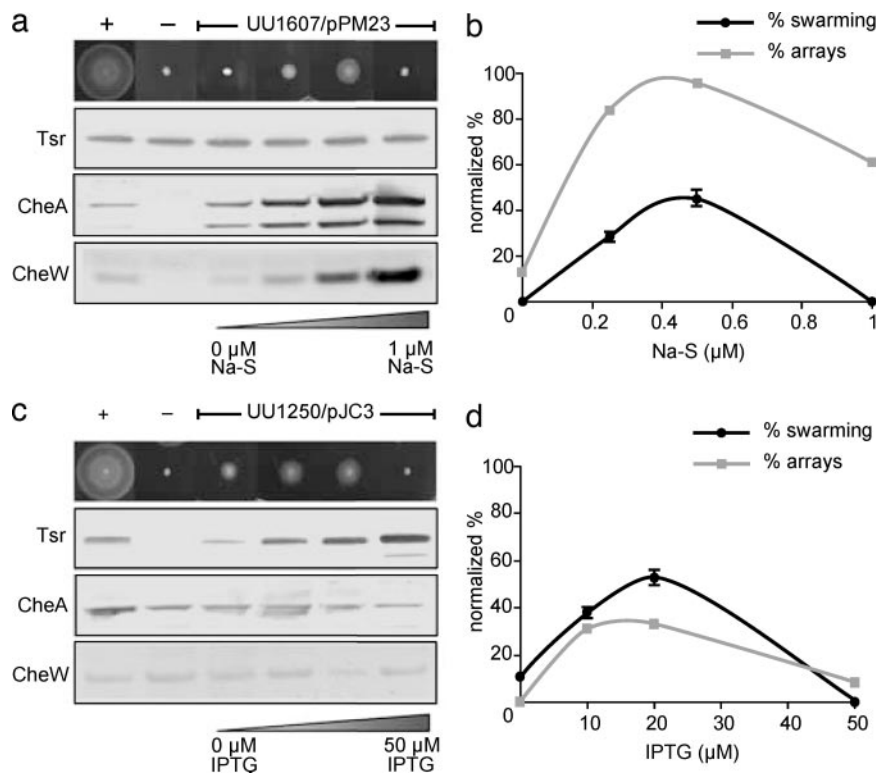 a
+ − UU1607/pPM23
Tsr
CheA
CheW
0 µM
Na-S
1 µM
Na-S
b
% swarming
% arrays
normalized %
100
80
60
40
20
0
0.2 0.4 0.6 0.8 1
Na-S (µM)
c
+ − UU1250/pJC3
Tsr
CheA
CheW
0 µM
IPTG
50 µM
IPTG
d
% swarming
% arrays
normalized %
100
80
60
40
20
0
10 20 30 40 50
IPTG (µM)